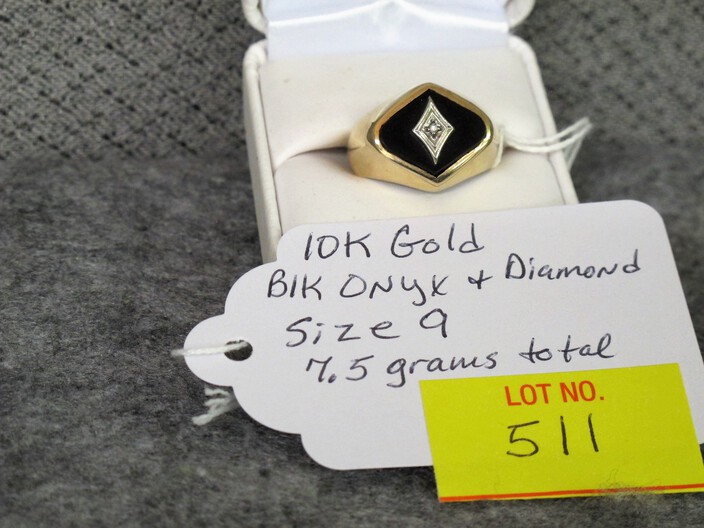 10K Gold
Blk Onyx + Diamond
Size 9
7.5 grams total
LOT NO.
511